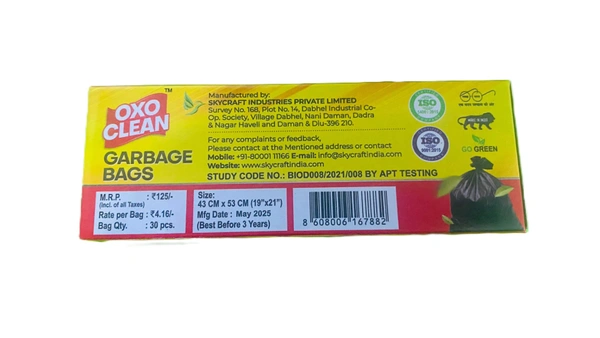 OXO
CLEAN
TM
GARBAGE
BAGS
Manufactured by:
SKYCRAFT INDUSTRIES PRIVATE LIMITED
Survey No. 168, Plot No. 14, Dabhel Industrial Co-
Op. Society, Village Dabhel, Nani Daman, Dadra
& Nagar Haveli and Daman & Diu-396 210.
For any complaints or feedback,
Please contact at the Mentioned address or contact
Mobile: +91-80001 11166 E-mail: info@skycraftindia.com
Website: www.skycraftindia.com
STUDY CODE NO.: BIOD008/2021/008 BY APT TESTING
ISO
ISO
GO GREEN
M.R.P. : ₹125/-
(Incl. of all Taxes)
Rate per Bag : ₹4.16/-
Bag Qty. : 30 pcs.
Size:
43 CM x 53 CM (19"x21")
Mfg Date : May 2025
(Best Before 3 Years)
8 608006 167882